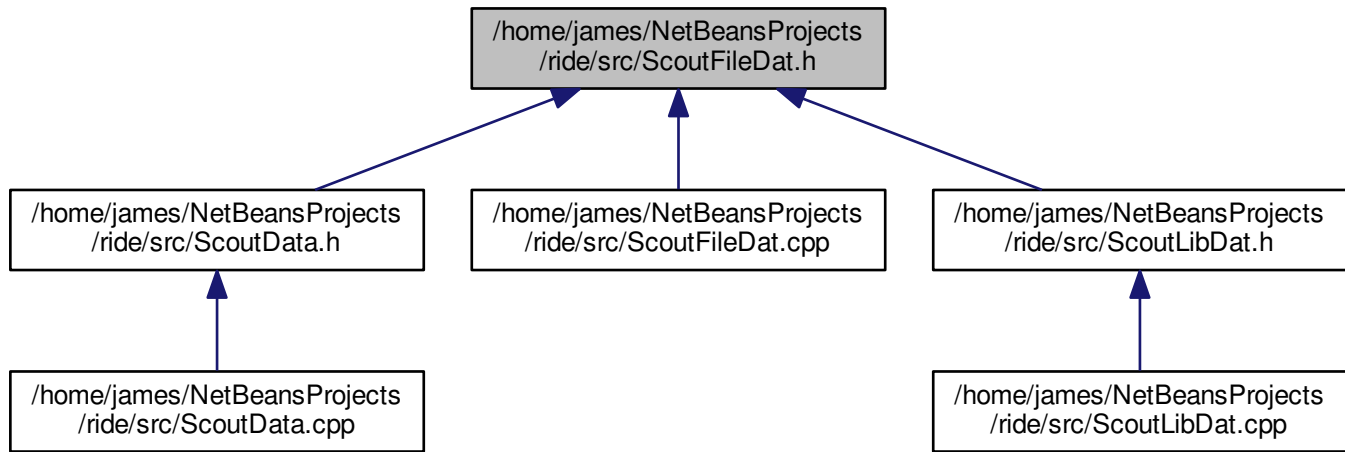 /home/james/NetBeansProjects
/ride/src/ScoutFileDat.h
/home/james/NetBeansProjects
/ride/src/ScoutData.h
/home/james/NetBeansProjects
/ride/src/ScoutFileDat.cpp
/home/james/NetBeansProjects
/ride/src/ScoutLibDat.h
/home/james/NetBeansProjects
/ride/src/ScoutData.cpp
/home/james/NetBeansProjects
/ride/src/ScoutLibDat.cpp